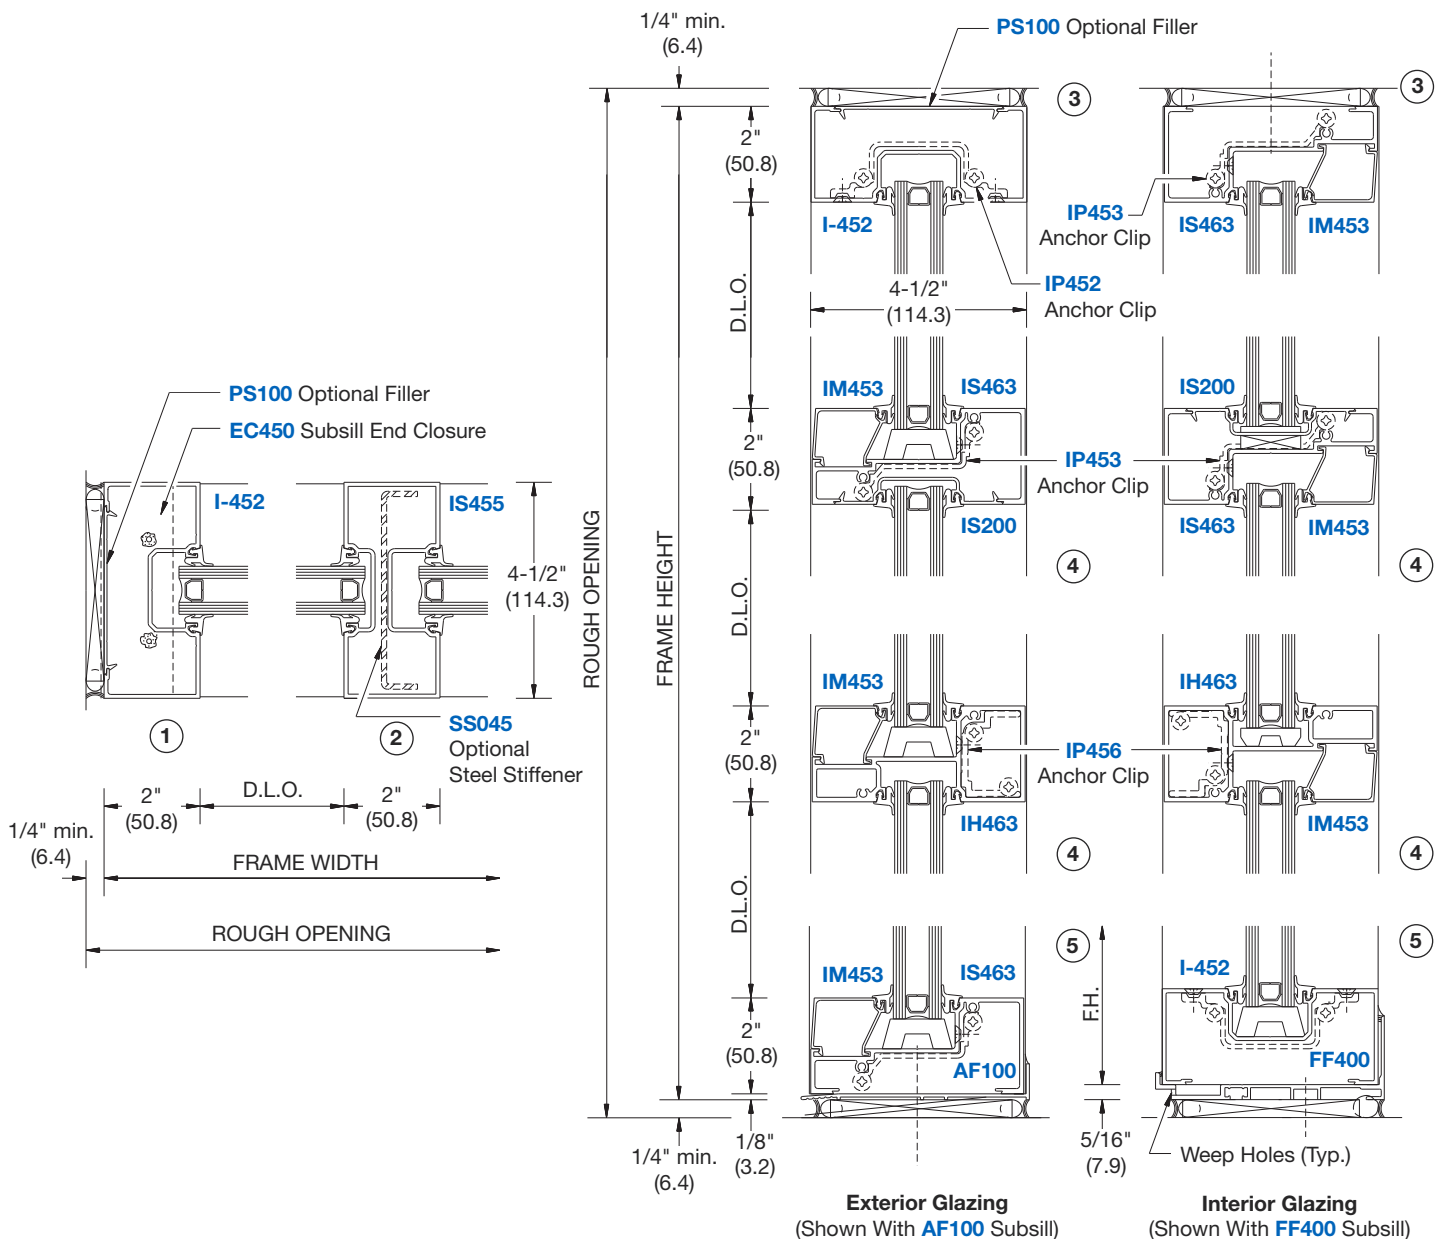 1/4" min.
(6.4)
PS100 Optional Filler
3
3
2"
(50.8)
I-452
IP453
Anchor Clip
IS463
IM453
IP452
Anchor Clip
4-1/2"
(114.3)
D.L.O.
PS100 Optional Filler
EC450 Subsill End Closure
I-452
IS455
4-1/2"
(114.3)
SS045
Optional
Steel Stiffener
1
2
2"
(50.8)
D.L.O.
2"
(50.8)
1/4" min.
(6.4)
FRAME WIDTH
ROUGH OPENING
ROUGH OPENING
FRAME HEIGHT
IM453
IS463
IS200
2"
(50.8)
IP453
Anchor Clip
IS200
IS463
IM453
4
4
D.L.O.
IM453
IH463
2"
(50.8)
IP456
Anchor Clip
IH463
IM453
4
4
D.L.O.
5
5
IM453
IS463
I-452
F.H.
2"
(50.8)
AF100
FF400
1/4" min.
(6.4)
1/8"
(3.2)
5/16"
(7.9)
Weep Holes (Typ.)
Exterior Glazing
(Shown With AF100 Subsill)
Interior Glazing
(Shown With FF400 Subsill)